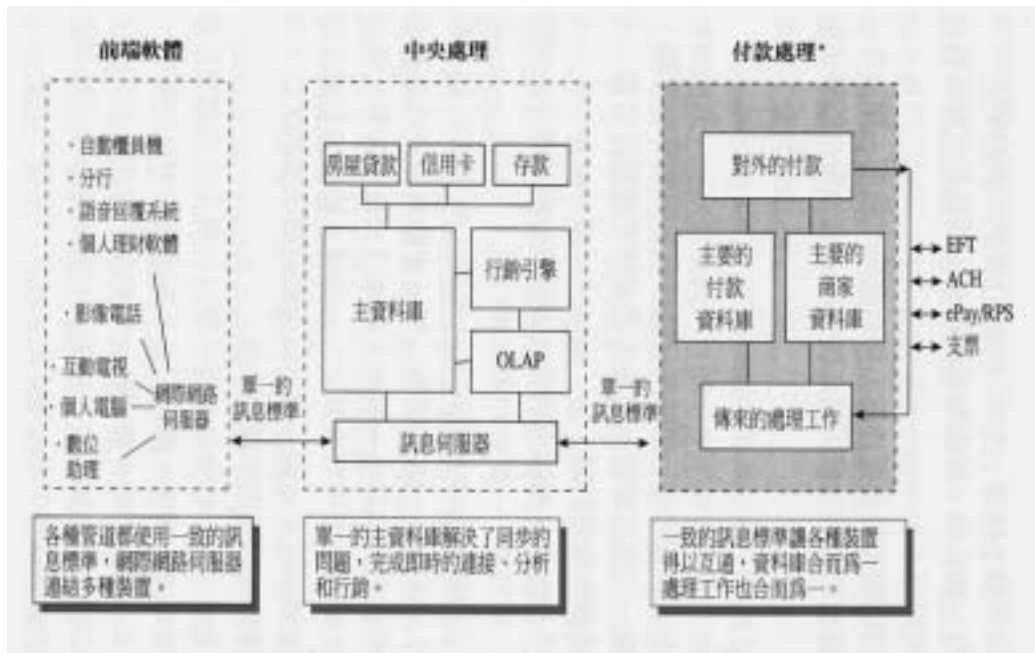 前端軟體
・自動櫃員機
・分行
・語音回覆系統
・個人理財軟體
・影像電話
・互動電視
・個人電腦
・數位
助理
網際網路
伺服器
各種管道都使用一致的訊
息標準，網際網路伺服器
連結多種裝置。
單一的
訊息標準
中央處理
房屋貸款
信用卡
存款
主資料庫
行銷引擎
OLAP
訊息伺服器
單一的主資料庫解決了同步的
問題，完成即時的連接、分析
和行銷。
單一的
訊息標準
付款處理*
對外的付款
主要的
付款
資料庫
主要的
商家
資料庫
傳來的處理工作
EFT
ACH
ePay/RPS
支票
一致的訊息標準讓各種裝置
得以互通，資料庫合而爲一
處理工作也合而爲一。